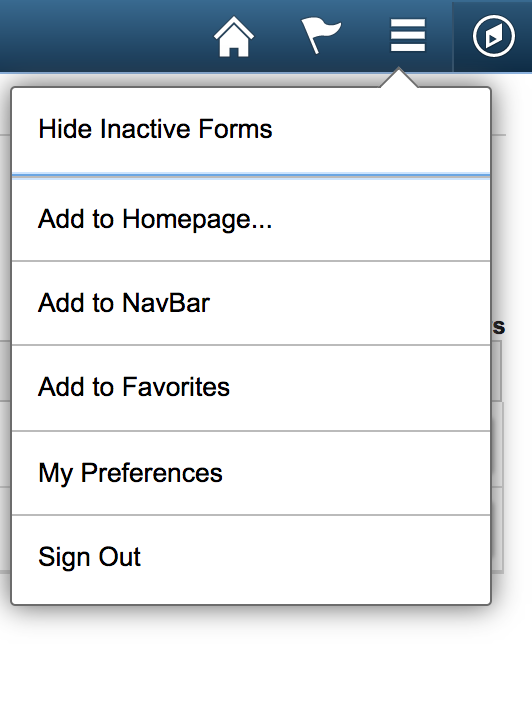 Hide Inactive Forms
Add to Homepage...
Add to NavBar
s
Add to Favorites
My Preferences
Sign Out